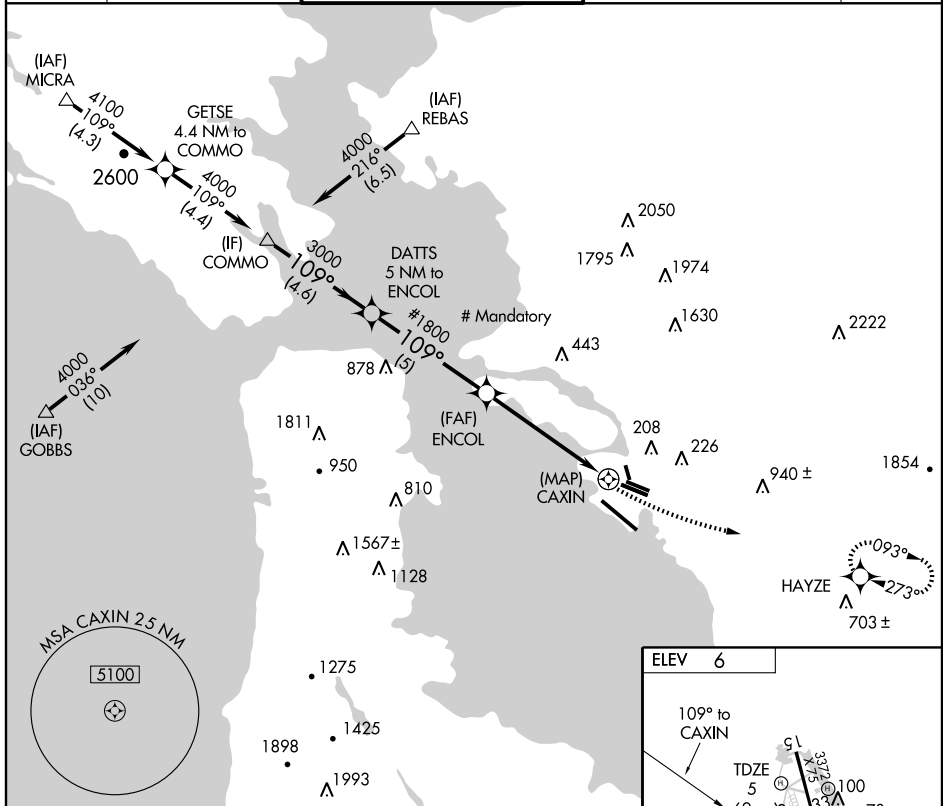 (IAF)
MICRA
4100
109°
(4.3)
2600
GETSE
4.4 NM to
COMMO
4000
109°
(4.4)
(IAF)
REBAS
4000
216°
(6.5)
(IF)
COMMO
3000
109°
(4.6)
DATTS
5 NM to
ENCOL
#1800
109°
(5)
# Mandatory
2050
1795
1974
1630
2222
443
878
4000
036°
(10)
(IAF)
GOBBS
(FAF)
ENCOL
1811
950
810
208
226
(MAP)
CAXIN
940 ±
1854
1567±
1128
093°
HAYZE
273°
703 ±
MSA CAXIN 25 NM
5100
1275
1425
1898
1993
ELEV 6
109° to
CAXIN
TDZE
5
15
3372
X 75
H
H
100